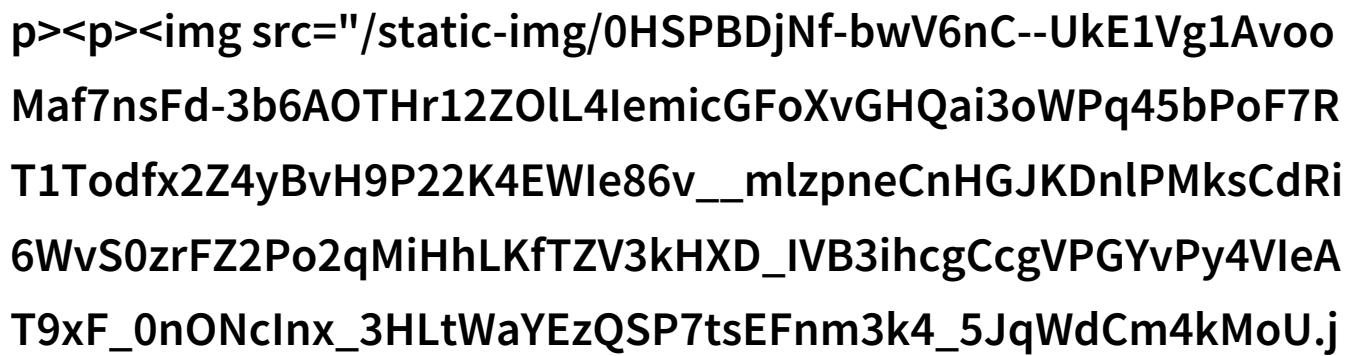 p><p><img src="/static-img/0HSPBDjNf-bwV6nC--UkE1Vg1Avoo
Maf7nsFd-3b6AOTHr12ZOlL4IemicGFoXvGHQai3oWPq45bPoF7R
T1Todfx2Z4yBvH9P22K4EWIe86v__mlzpneCnHGJKDnlPMksCdRi
6WvS0zrFZ2Po2qMiHhLKfTZV3kHXD_IVB3ihcgCcgVPGYvPy4VIeA
T9xF_0nONcInx_3HLtWaYEzQSP7tsEFnm3k4_5JqWdCm4kMoU.j